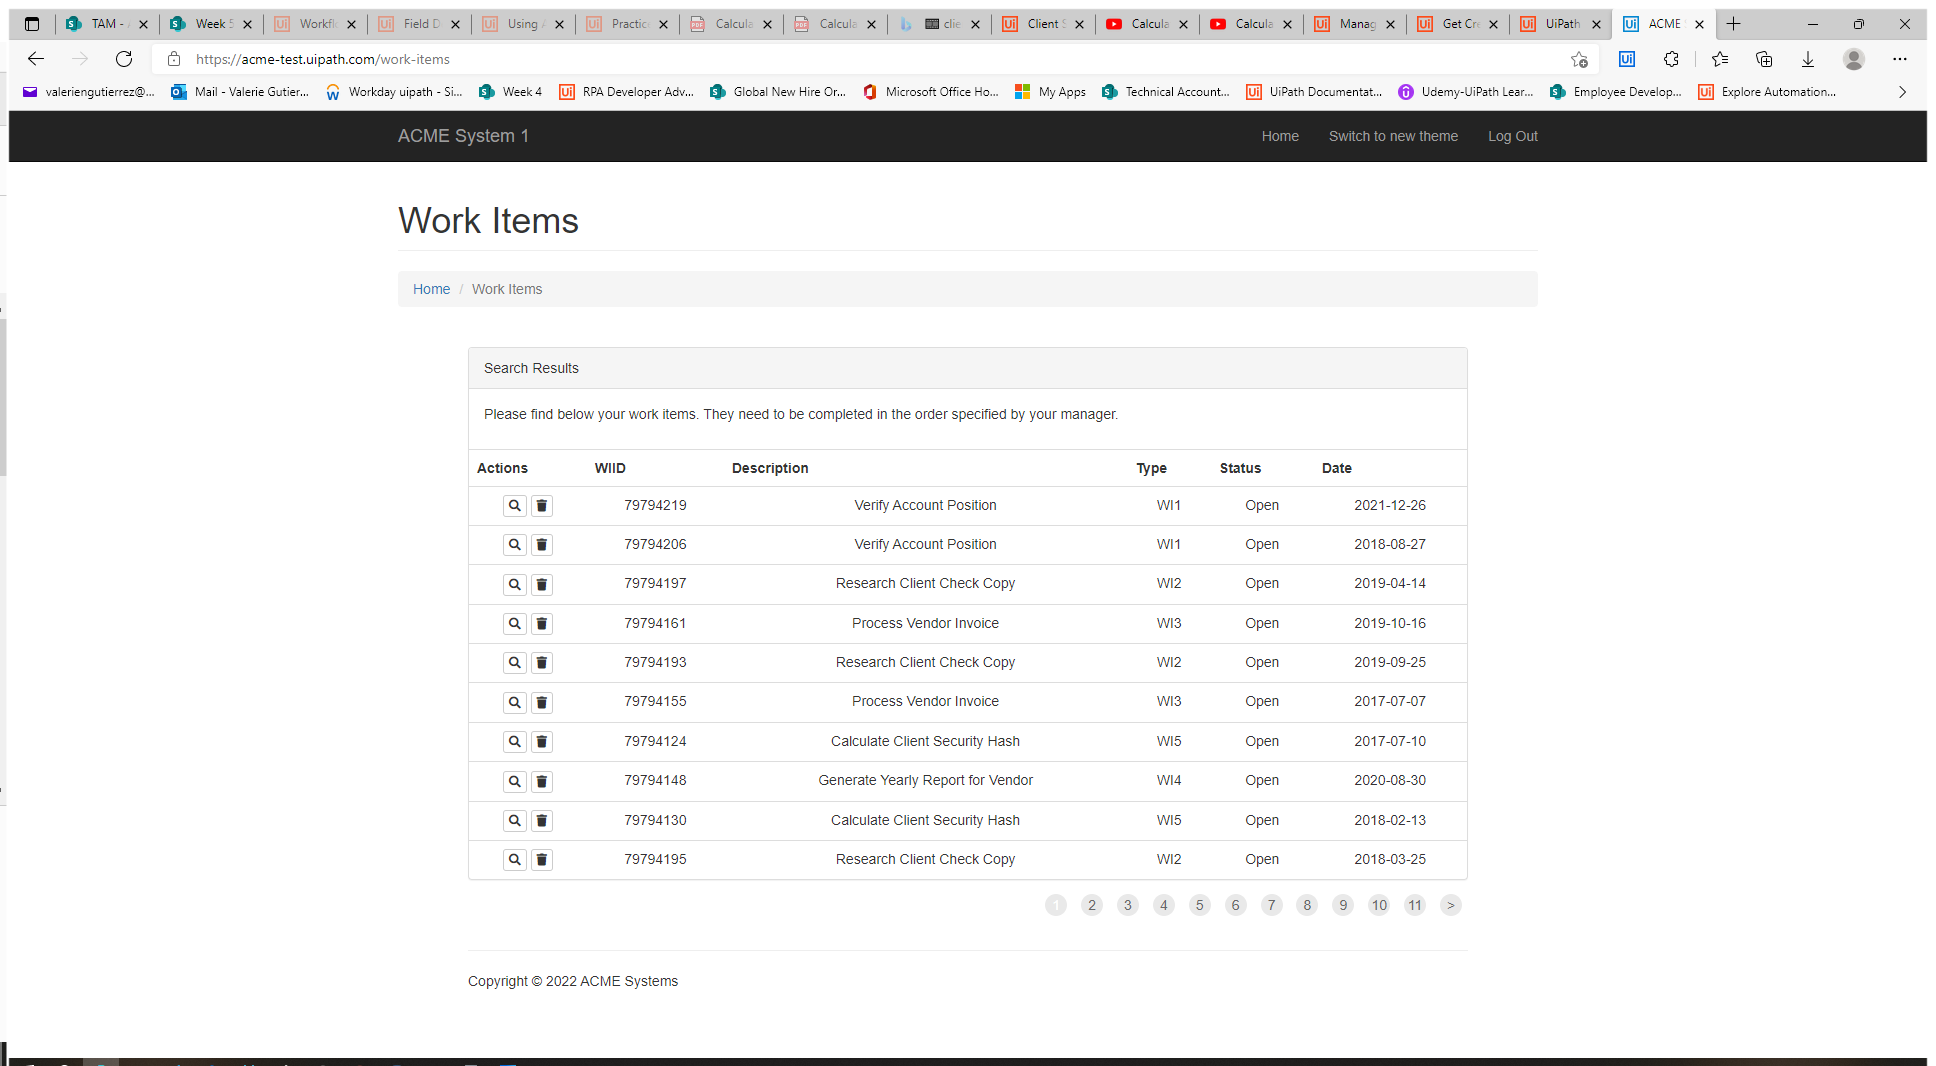 TAM - Week 5 Workflo Field D Using A Practice Calcula Calcula clie Client S Calcula Calcula Manag Get Cre UiPath ACME S
https://acme-test.uipath.com/work-items
valeriengutierrez@... Mail - Valerie Gutier... Workday uipath - Si... Week 4 RPA Developer Adv... Global New Hire Or... Microsoft Office Ho... My Apps Technical Account... UiPath Documentat... Udemy-UiPath Lear... Employee Develop... Explore Automation...
ACME System 1 Home Switch to new theme Log Out
Work Items
Home / Work Items
Search Results
Please find below your work items. They need to be completed in the order specified by your manager.
Actions WIID Description Type Status Date
79794219 Verify Account Position WI1 Open 2021-12-26
79794206 Verify Account Position WI1 Open 2018-08-27
79794197 Research Client Check Copy WI2 Open 2019-04-14
79794161 Process Vendor Invoice WI3 Open 2019-10-16
79794193 Research Client Check Copy WI2 Open 2019-09-25
79794155 Process Vendor Invoice WI3 Open 2017-07-07
79794124 Calculate Client Security Hash WI5 Open 2017-07-10
79794148 Generate Yearly Report for Vendor WI4 Open 2020-08-30
79794130 Calculate Client Security Hash WI5 Open 2018-02-13
79794195 Research Client Check Copy WI2 Open 2018-03-25
1 2 3 4 5 6 7 8 9 10 11 >
Copyright © 2022 ACME Systems